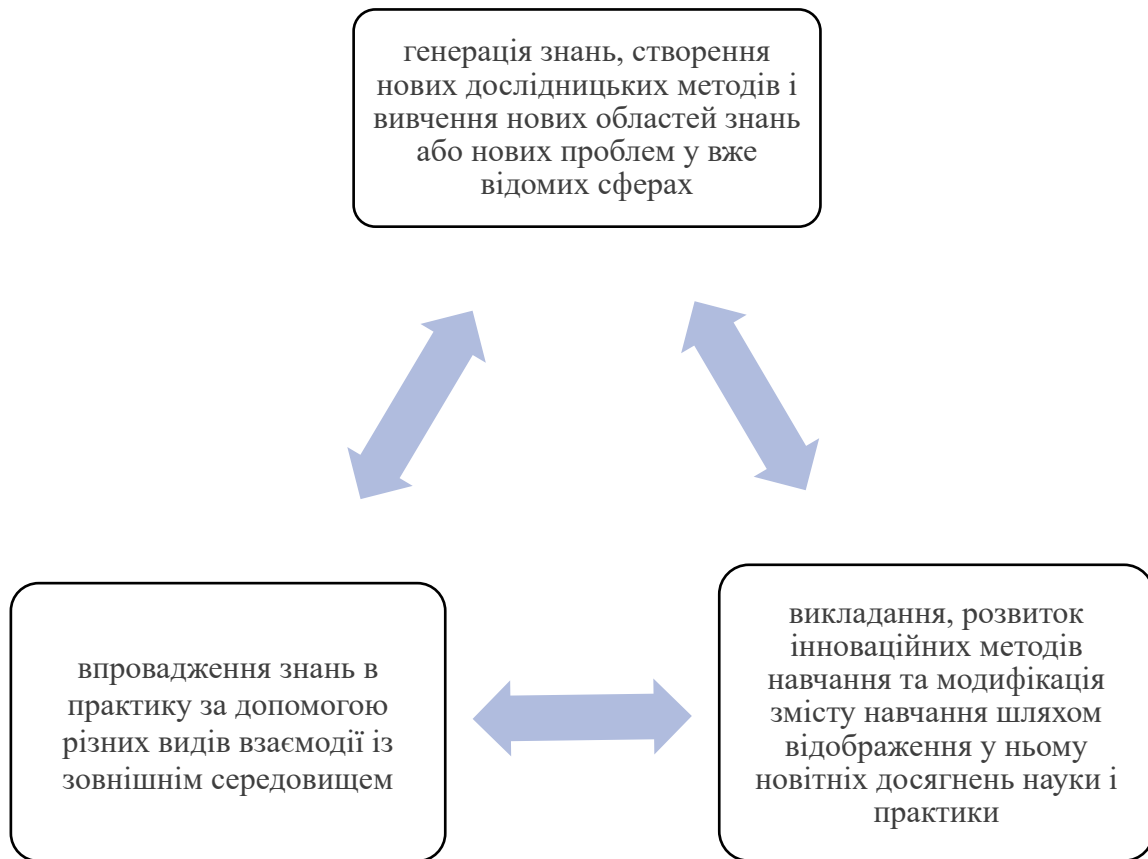 генерація знань, створення
нових дослідницьких методів і
вивчення нових областей знань
або нових проблем у вже
відомих сферах
впровадження знань в
практику за допомогою
різних видів взаємодії із
зовнішнім середовищем
викладання, розвиток
інноваційних методів
навчання та модифікація
змісту навчання шляхом
відображення у ньому
новітніх досягнень науки і
практики